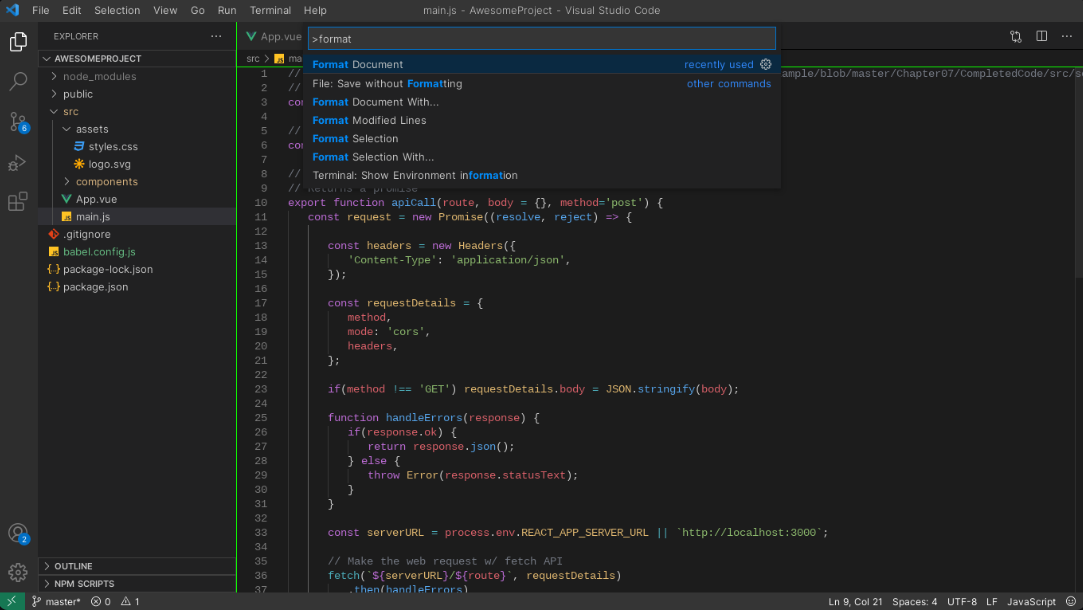 File Edit Selection View Go Run Terminal Help main.js - AwesomeProject - Visual Studio Code
EXPLORER
AWESOMEPROJECT
node_modules
public
src
assets
styles.css
logo.svg
components
App.vue
main.js
.gitignore
babel.config.js
package-lock.json
package.json
OUTLINE
NPM SCRIPTS
6
2
App.vue
>format
Format Document recently used
File: Save without Formatting other commands
Format Document With...
Format Modified Lines
Format Selection
Format Selection With...
Terminal: Show Environment information
src
1 // ample/blob/master/Chapter07/CompletedCode/src/
2 //
3
4
5 //
6
7
8 //
9 // Returns a promise
10 export function apiCall(route, body = {}, method='post') {
11 const request = new Promise((resolve, reject) => {
12
13 const headers = new Headers({
14 'Content-Type': 'application/json',
15 });
16
17 const requestDetails = {
18 method,
19 mode: 'cors',
20 headers,
21 };
22
23 if(method !== 'GET') requestDetails.body = JSON.stringify(body);
24
25 function handleErrors(response) {
26 if(response.ok) {
27 return response.json();
28 } else {
29 throw Error(response.statusText);
30 }
31 }
32
33 const serverURL = process.env.REACT_APP_SERVER_URL || `http://localhost:3000`;
34
35 // Make the web request w/ fetch API
36 fetch(`${serverURL}/${route}`, requestDetails)
37 .then(handleErrors)
master* 0 1 Ln 9, Col 21 Spaces: 4 UTF-8 LF JavaScript